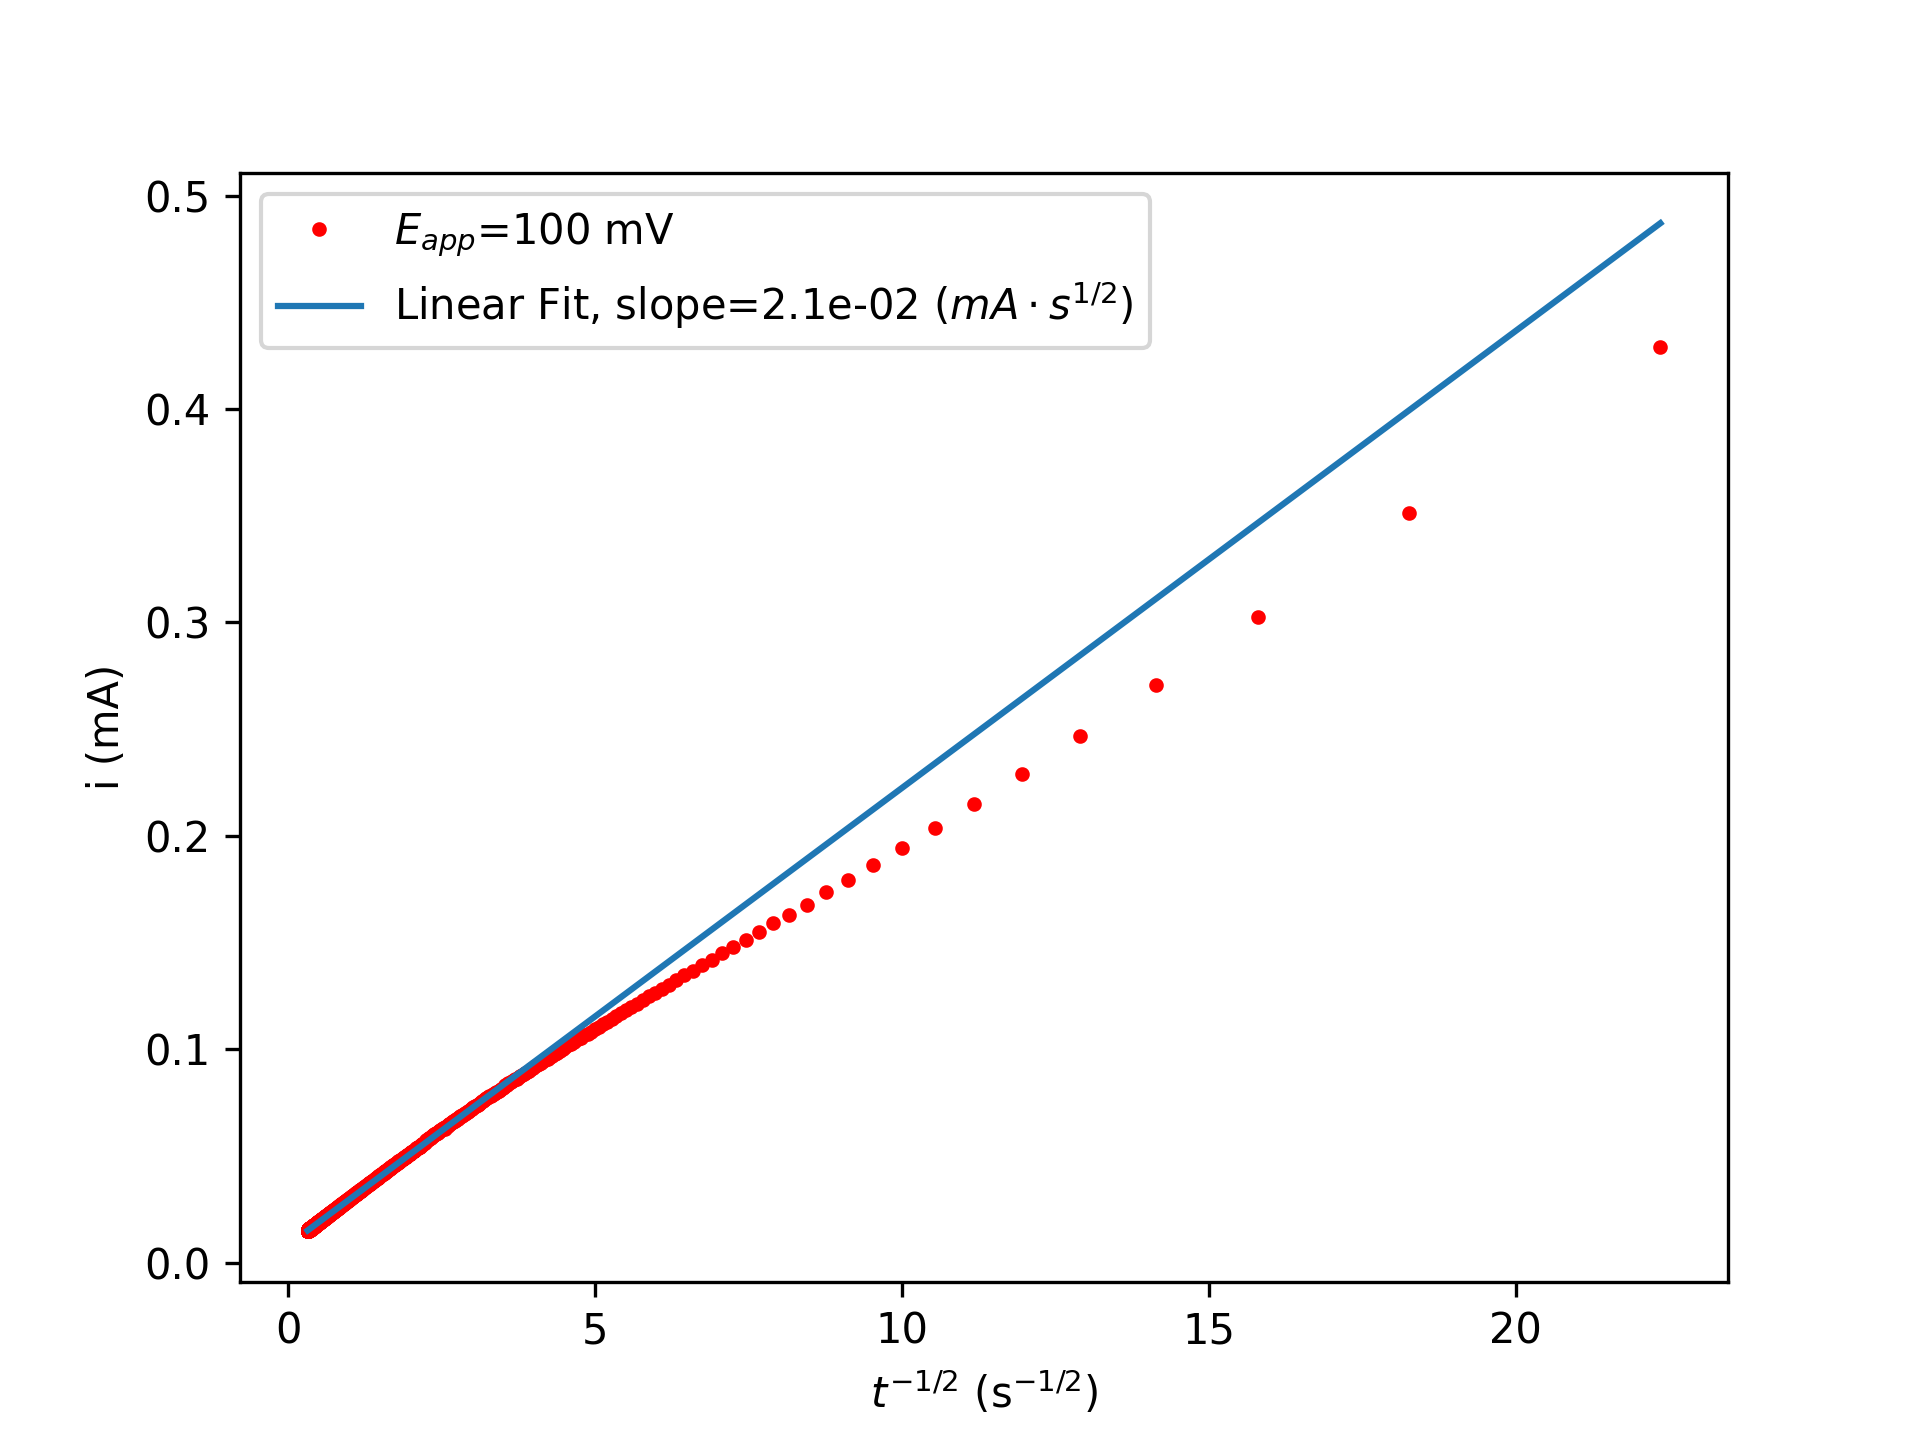 E_app=100 mV
Linear Fit, slope=2.1e-02 (mA · s^1/2)
0.5
0.4
0.3
0.2
0.1
0.0
i (mA)
0 5 10 15 20
t^−1/2 (s^−1/2)